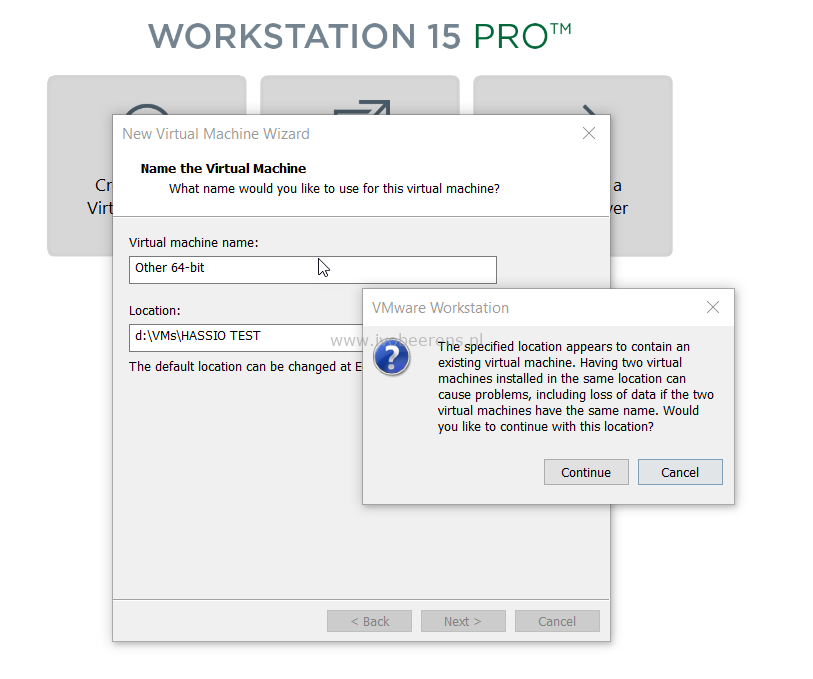 WORKSTATION 15 PRO™
New Virtual Machine Wizard
Name the Virtual Machine
What name would you like to use for this virtual machine?
Cr
Virt
a
ver
Virtual machine name:
Other 64-bit
Location:
d:\VMs\HASSIO TEST
The default location can be changed at E
VMware Workstation
www.ivobeerens.nl
The specified location appears to contain an
existing virtual machine. Having two virtual
machines installed in the same location can
cause problems, including loss of data if the two
virtual machines have the same name. Would
you like to continue with this location?
Continue
Cancel
< Back
Next >
Cancel